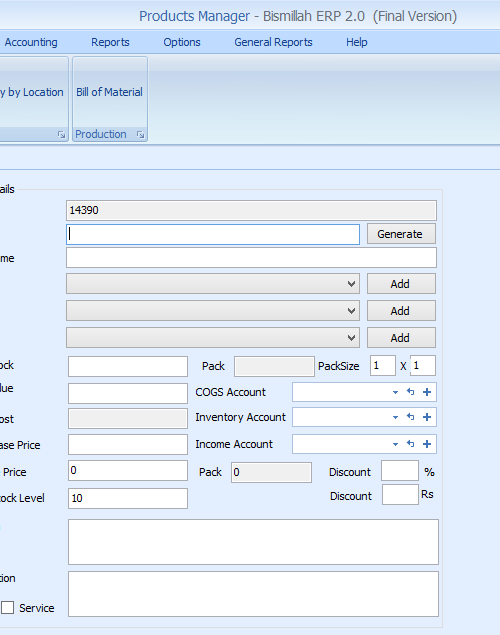 Products Manager - Bismillah ERP 2.0 (Final Version)
Accounting Reports Options General Reports Help
y by Location Bill of Material
Production
ails
14390
Generate
me
Add
Add
Add
ock Pack PackSize 1 X 1
lue COGS Account
ost Inventory Account
ase Price Income Account
Price 0 Pack 0 Discount %
tock Level 10 Discount Rs
tion
Service